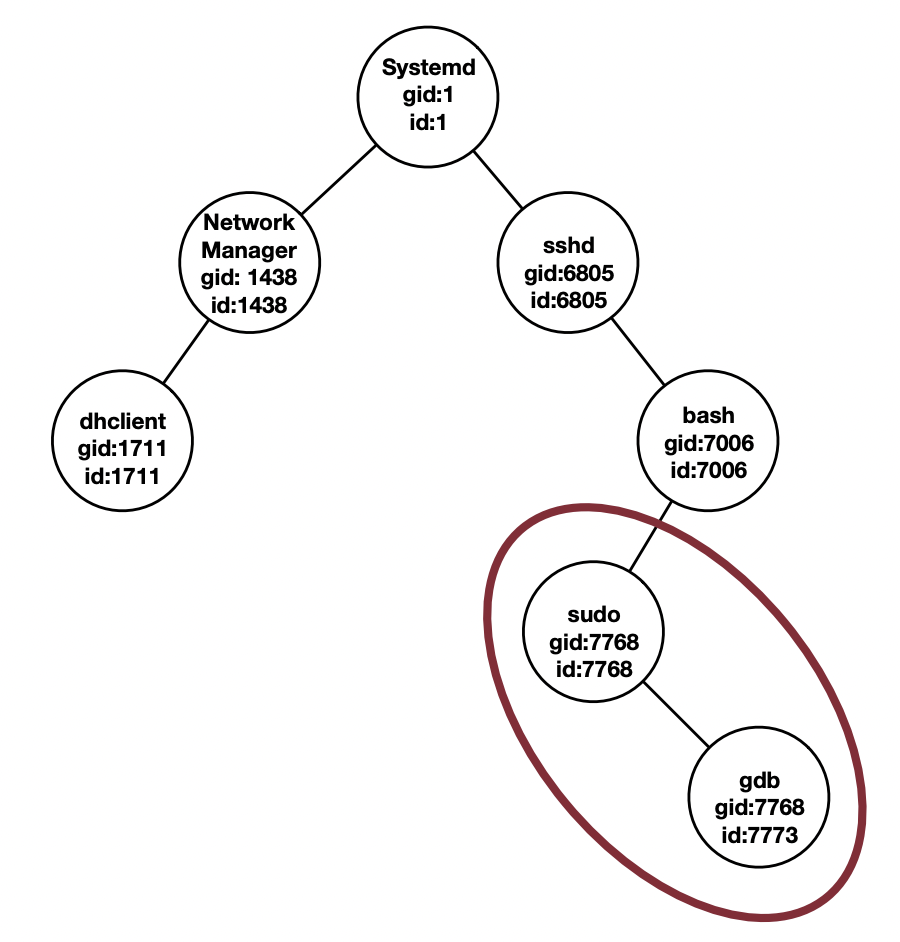 Systemd
gid:1
id:1
Network
Manager
gid: 1438
id:1438
sshd
gid:6805
id:6805
dhclient
gid:1711
id:1711
bash
gid:7006
id:7006
sudo
gid:7768
id:7768
gdb
gid:7768
id:7773